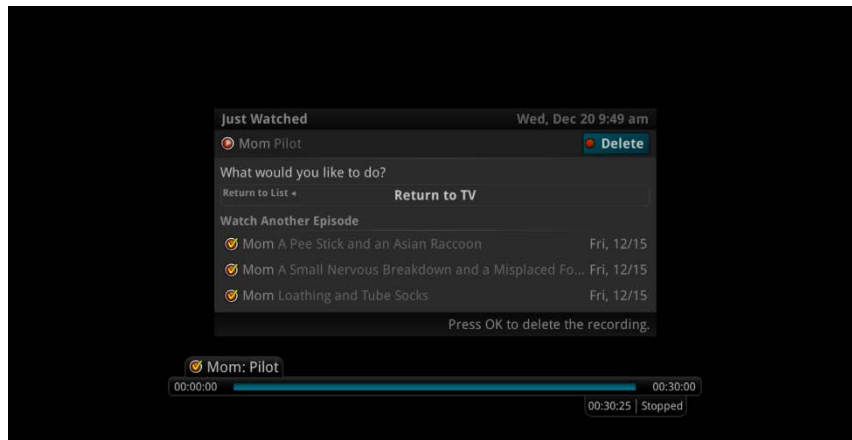 Just Watched Wed, Dec 20 9:49 am
Mom Pilot Delete
What would you like to do?
Return to List ◂ Return to TV
Watch Another Episode
Mom A Pee Stick and an Asian Raccoon Fri, 12/15
Mom A Small Nervous Breakdown and a Misplaced Fo... Fri, 12/15
Mom Loathing and Tube Socks Fri, 12/15
Press OK to delete the recording.
Mom: Pilot
00:00:00 00:30:00
00:30:25 | Stopped